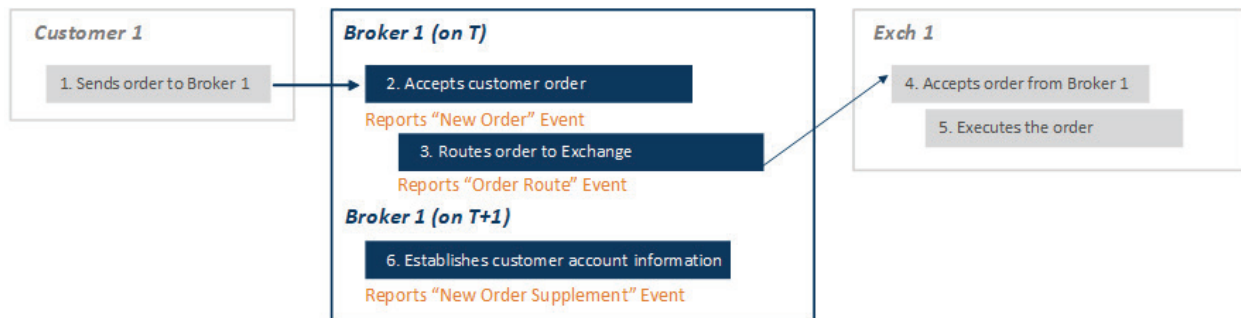 Customer 1
1. Sends order to Broker 1
Broker 1 (on T)
2. Accepts customer order
Reports “New Order” Event
3. Routes order to Exchange
Reports “Order Route” Event
Broker 1 (on T+1)
6. Establishes customer account information
Reports “New Order Supplement” Event
Exch 1
4. Accepts order from Broker 1
5. Executes the order